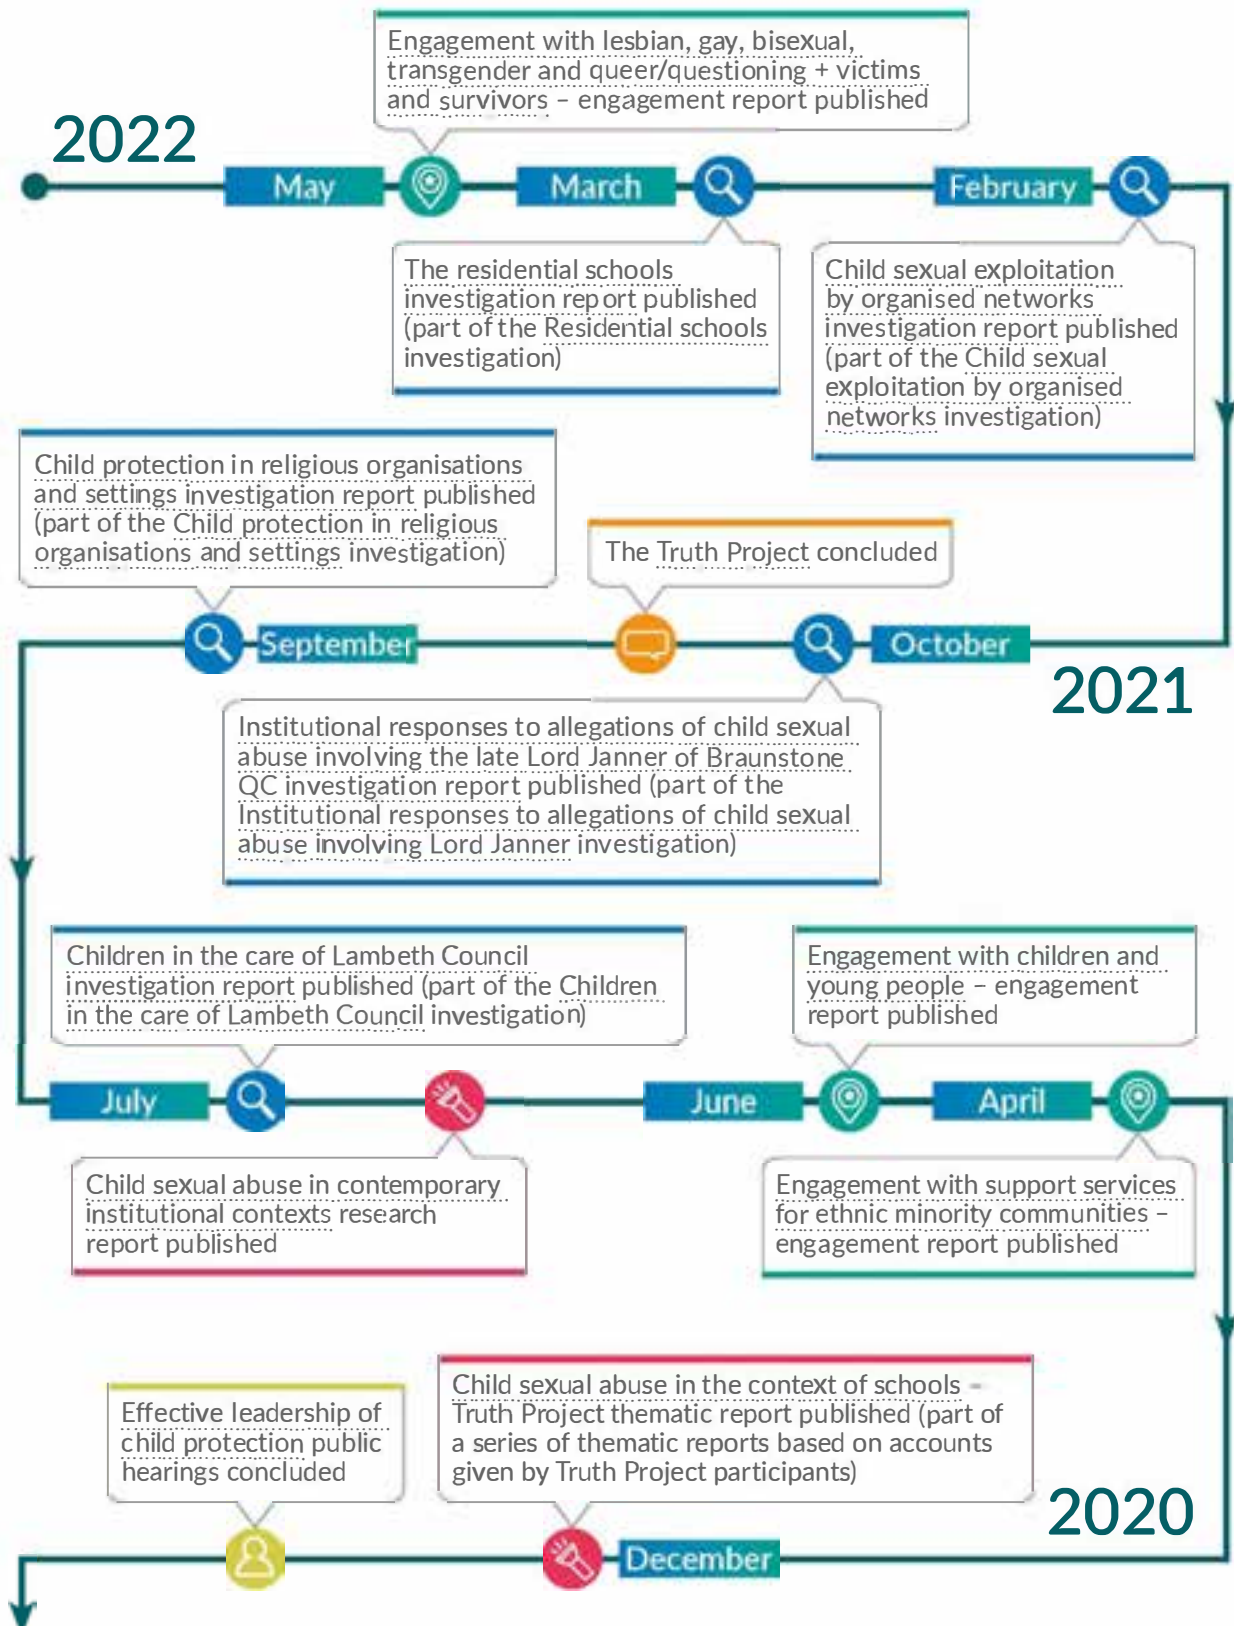 Engagement with lesbian, gay, bisexual,
transgender and queer/questioning + victims
and survivors – engagement report published
2022
May
March
February
The residential schools
investigation report published
(part of the Residential schools
investigation)
Child sexual exploitation
by organised networks
investigation report published
(part of the Child sexual
exploitation by organised
networks investigation)
Child protection in religious organisations
and settings investigation report published
(part of the Child protection in religious
organisations and settings investigation)
The Truth Project concluded
September
October
2021
Institutional responses to allegations of child sexual
abuse involving the late Lord Janner of Braunstone
QC investigation report published (part of the
Institutional responses to allegations of child sexual
abuse involving Lord Janner investigation)
Children in the care of Lambeth Council
investigation report published (part of the Children
in the care of Lambeth Council investigation)
Engagement with children and
young people – engagement
report published
July
June
April
Child sexual abuse in contemporary
institutional contexts research
report published
Engagement with support services
for ethnic minority communities –
engagement report published
Effective leadership of
child protection public
hearings concluded
Child sexual abuse in the context of schools –
Truth Project thematic report published (part of
a series of thematic reports based on accounts
given by Truth Project participants)
2020
December